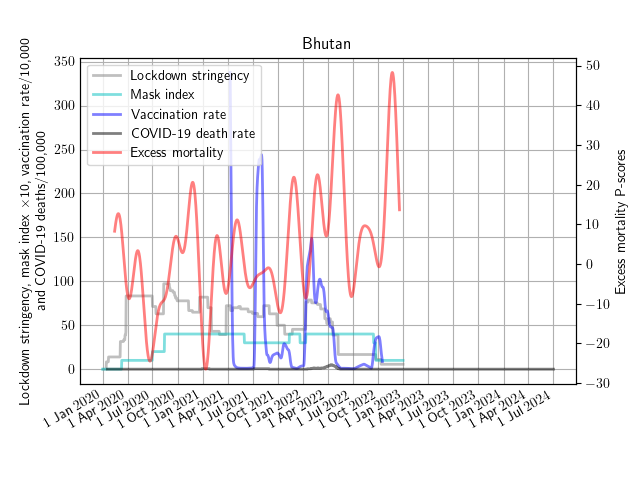 Bhutan
Lockdown stringency
Mask index
Vaccination rate
COVID-19 death rate
Excess mortality
Lockdown stringency, mask index ×10, vaccination rate/10,000
and COVID-19 deaths/100,000
350
300
250
200
150
100
50
0
50
40
30
20
10
0
−10
−20
−30
Excess mortality P-scores
1 Jan 2020
1 Apr 2020
1 Jul 2020
1 Oct 2020
1 Jan 2021
1 Apr 2021
1 Jul 2021
1 Oct 2021
1 Jan 2022
1 Apr 2022
1 Jul 2022
1 Oct 2022
1 Jan 2023
1 Apr 2023
1 Jul 2023
1 Oct 2023
1 Jan 2024
1 Apr 2024
1 Jul 2024